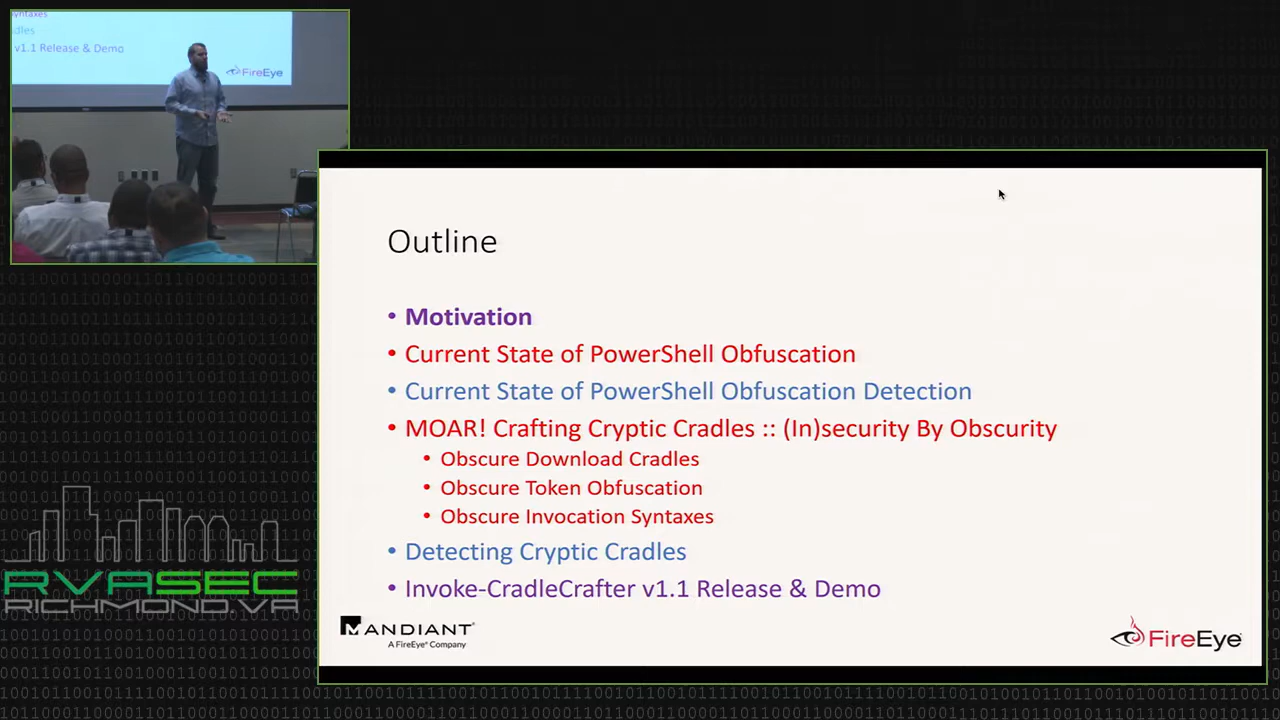 yntaxes
dles
v1.1 Release & Demo
FireEye
Outline
• Motivation
• Current State of PowerShell Obfuscation
• Current State of PowerShell Obfuscation Detection
• MOAR! Crafting Cryptic Cradles :: (In)security By Obscurity
• Obscure Download Cradles
• Obscure Token Obfuscation
• Obscure Invocation Syntaxes
• Detecting Cryptic Cradles
• Invoke-CradleCrafter v1.1 Release & Demo
MANDIANT
A FireEye® Company
FireEye
RVASEC
RICHMOND.VA